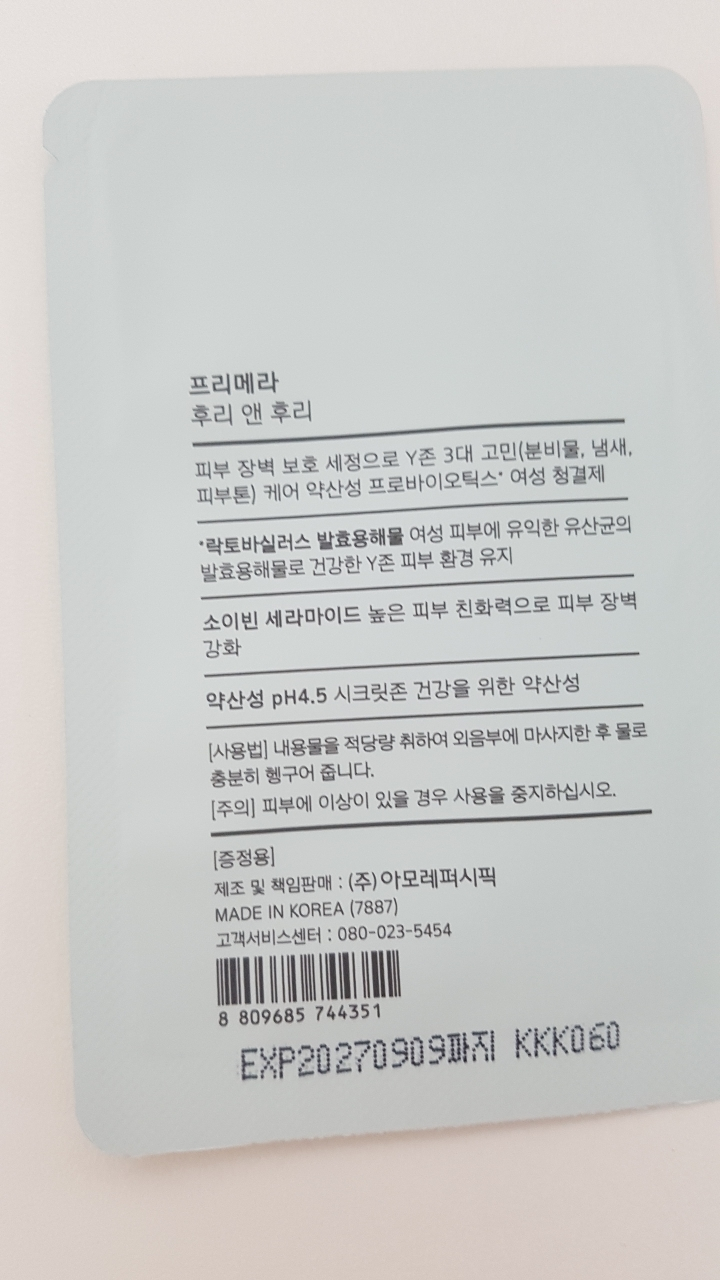 프리메라
후리 앤 후리
피부 장벽 보호 세정으로 Y존 3대 고민(분비물, 냄새,
피부톤) 케어 약산성 프로바이오틱스* 여성 청결제
*락토바실러스 발효용해물 여성 피부에 유익한 유산균의
발효용해물로 건강한 Y존 피부 환경 유지
소이빈 세라마이드 높은 피부 친화력으로 피부 장벽
강화
약산성 pH4.5 시크릿존 건강을 위한 약산성
[사용법] 내용물을 적당량 취하여 외음부에 마사지한 후 물로
충분히 헹구어 줍니다.
[주의] 피부에 이상이 있을 경우 사용을 중지하십시오.
[증정용]
제조 및 책임판매 : (주)아모레퍼시픽
MADE IN KOREA (7887)
고객서비스센터 : 080-023-5454
8 809685 744351
EXP20270909까지 KKK060